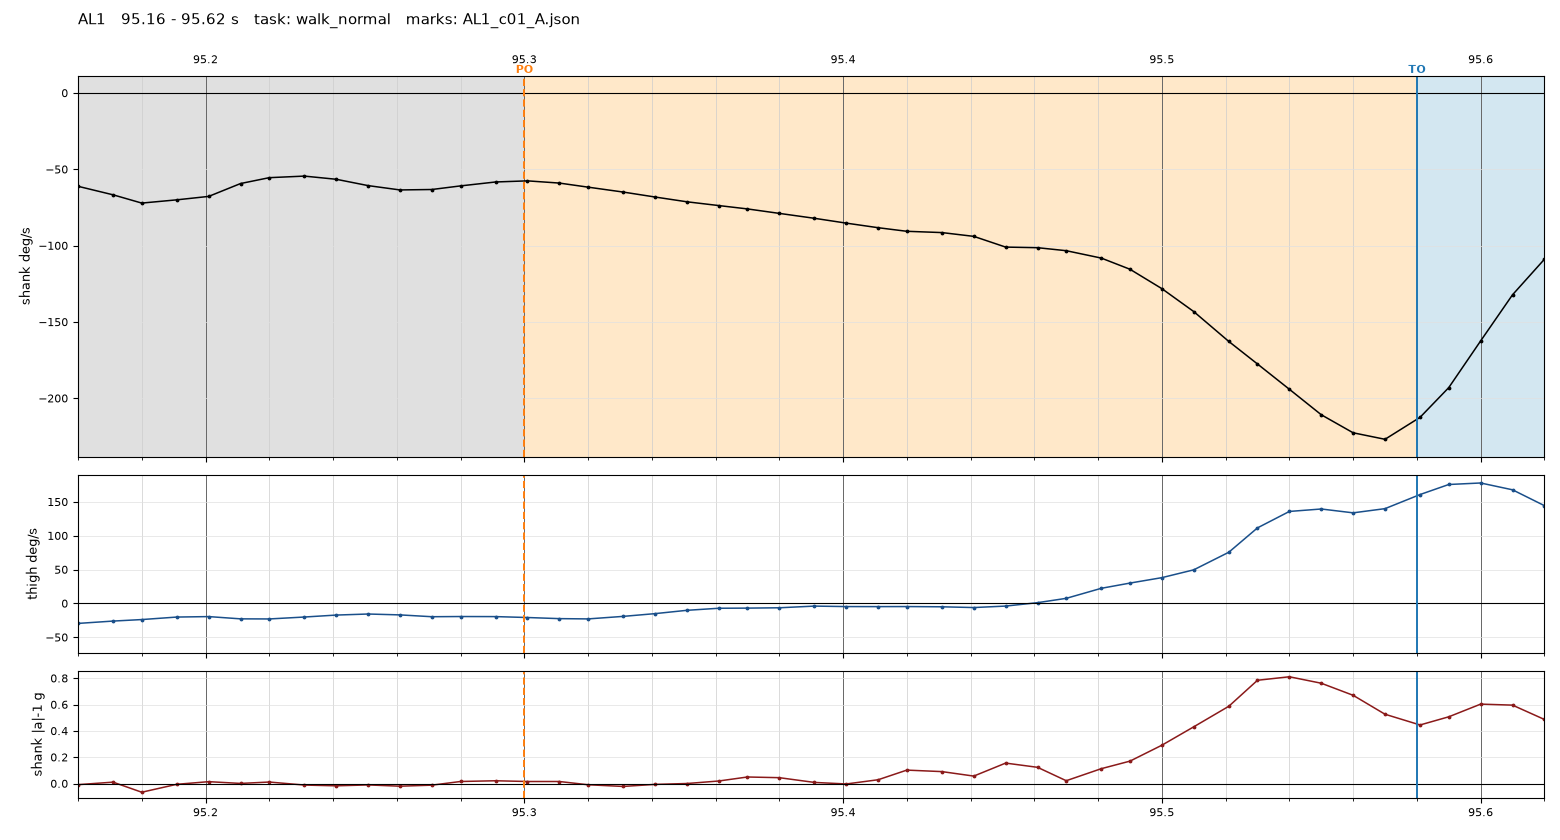 AL1   95.16 - 95.62 s   task: walk_normal   marks: AL1_c01_A.json
95.2 95.3 95.4 95.5 95.6
PO TO
0
−50
−100
−150
−200
shank deg/s
150
100
50
0
−50
thigh deg/s
0.8
0.6
0.4
0.2
0.0
shank |a|-1 g
95.2 95.3 95.4 95.5 95.6